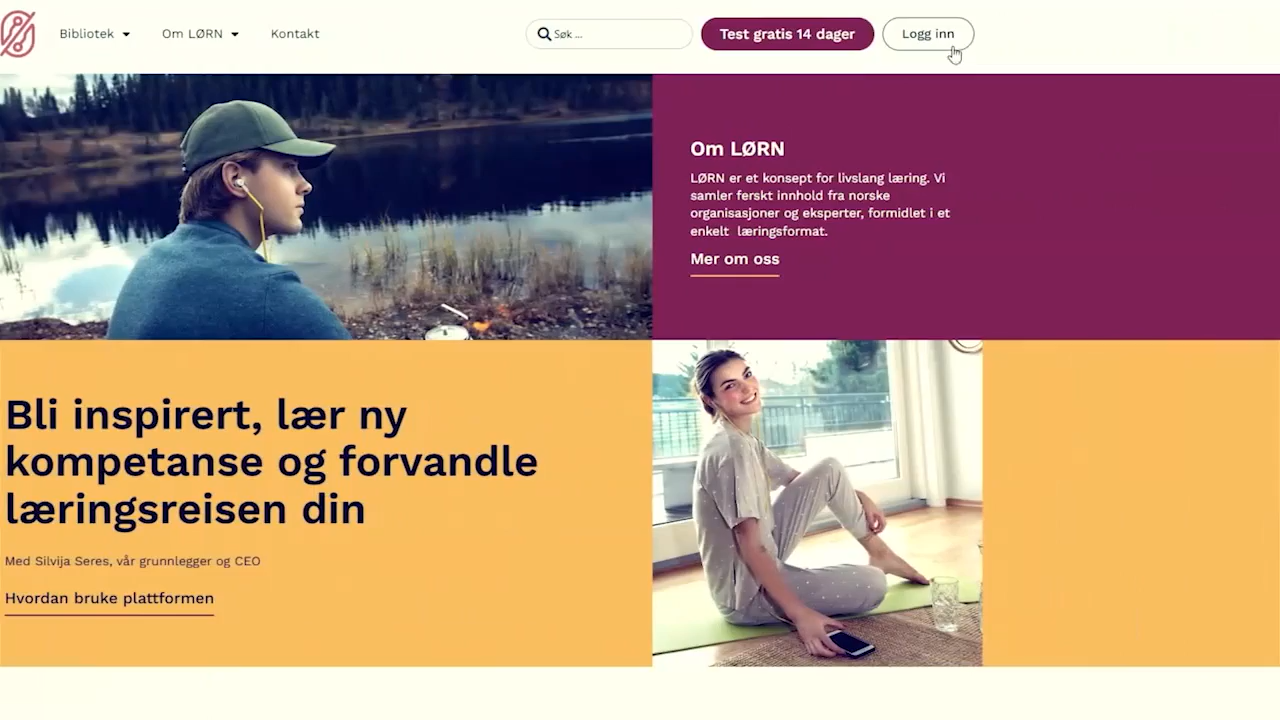 Bibliotek
Om LØRN
Kontakt
Søk ...
Test gratis 14 dager
Logg inn
Om LØRN
LØRN er et konsept for livslang læring. Vi
samler ferskt innhold fra norske
organisasjoner og eksperter, formidlet i et
enkelt læringsformat.
Mer om oss
Bli inspirert, lær ny
kompetanse og forvandle
læringsreisen din
Med Silvija Seres, vår grunnlegger og CEO
Hvordan bruke plattformen